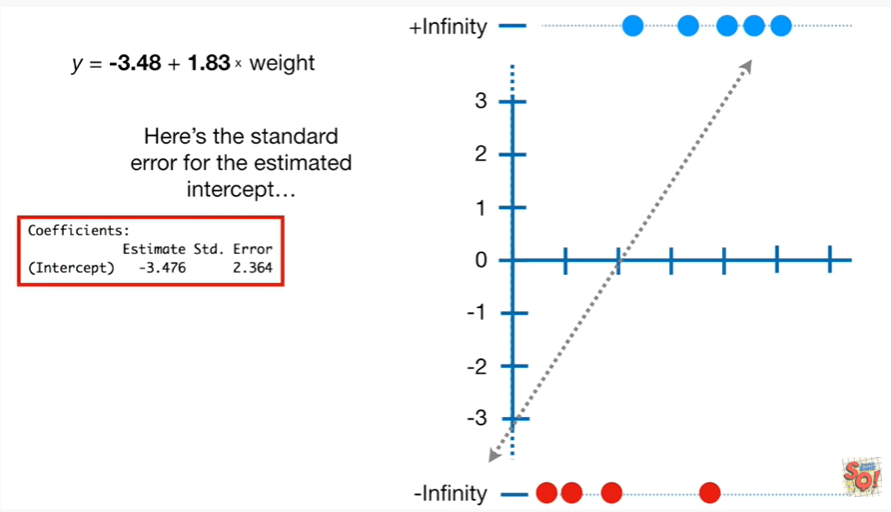 y = -3.48 + 1.83 x weight
Here's the standard
error for the estimated
intercept…
Coefficients:
Estimate Std. Error
(Intercept) -3.476 2.364
+Infinity
3
2
1
0
-1
-2
-3
-Infinity
SQ!